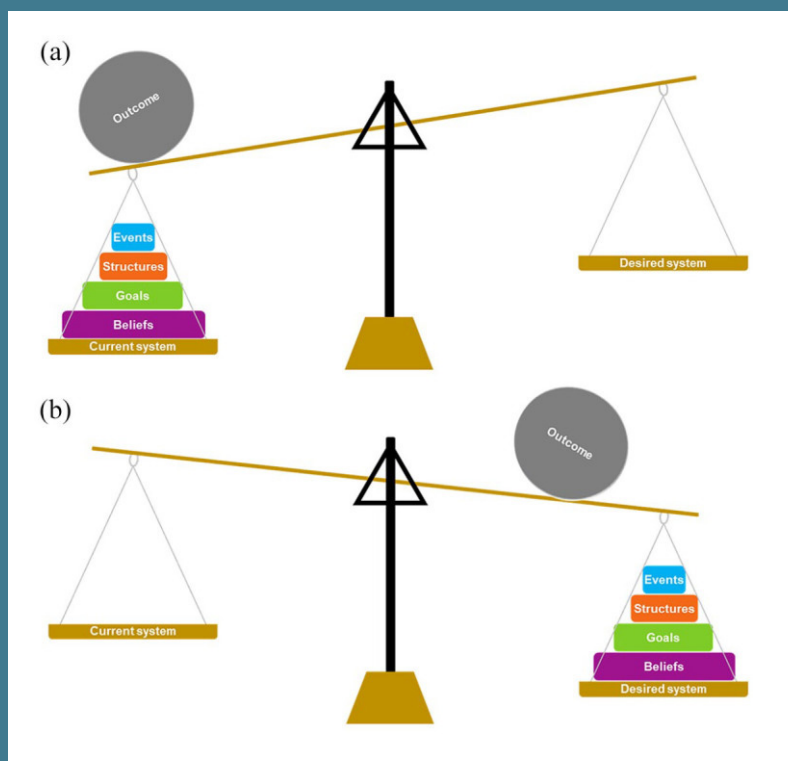 (a)
Outcome
Events
Structures
Goals
Beliefs
Current system
Desired system
(b)
Outcome
Current system
Events
Structures
Goals
Beliefs
Desired system